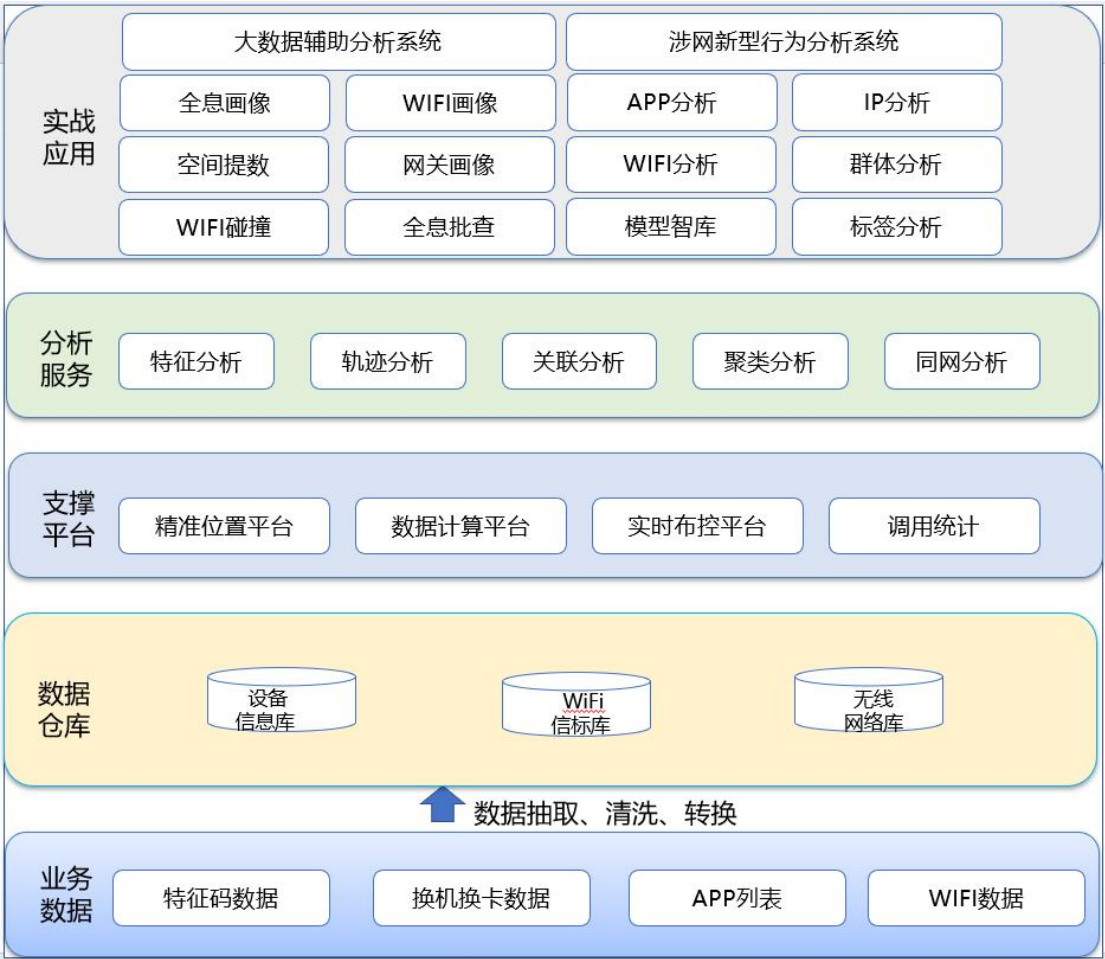 大数据辅助分析系统
涉网新型行为分析系统
实战
应用
全息画像
WIFI画像
APP分析
IP分析
空间提数
网关画像
WIFI分析
群体分析
WIFI碰撞
全息批查
模型智库
标签分析
分析
服务
特征分析
轨迹分析
关联分析
聚类分析
同网分析
支撑
平台
精准位置平台
数据计算平台
实时布控平台
调用统计
数据
仓库
设备
信息库
WiFi
信标库
无线
网络库
数据抽取、清洗、转换
业务
数据
特征码数据
换机换卡数据
APP列表
WIFI数据